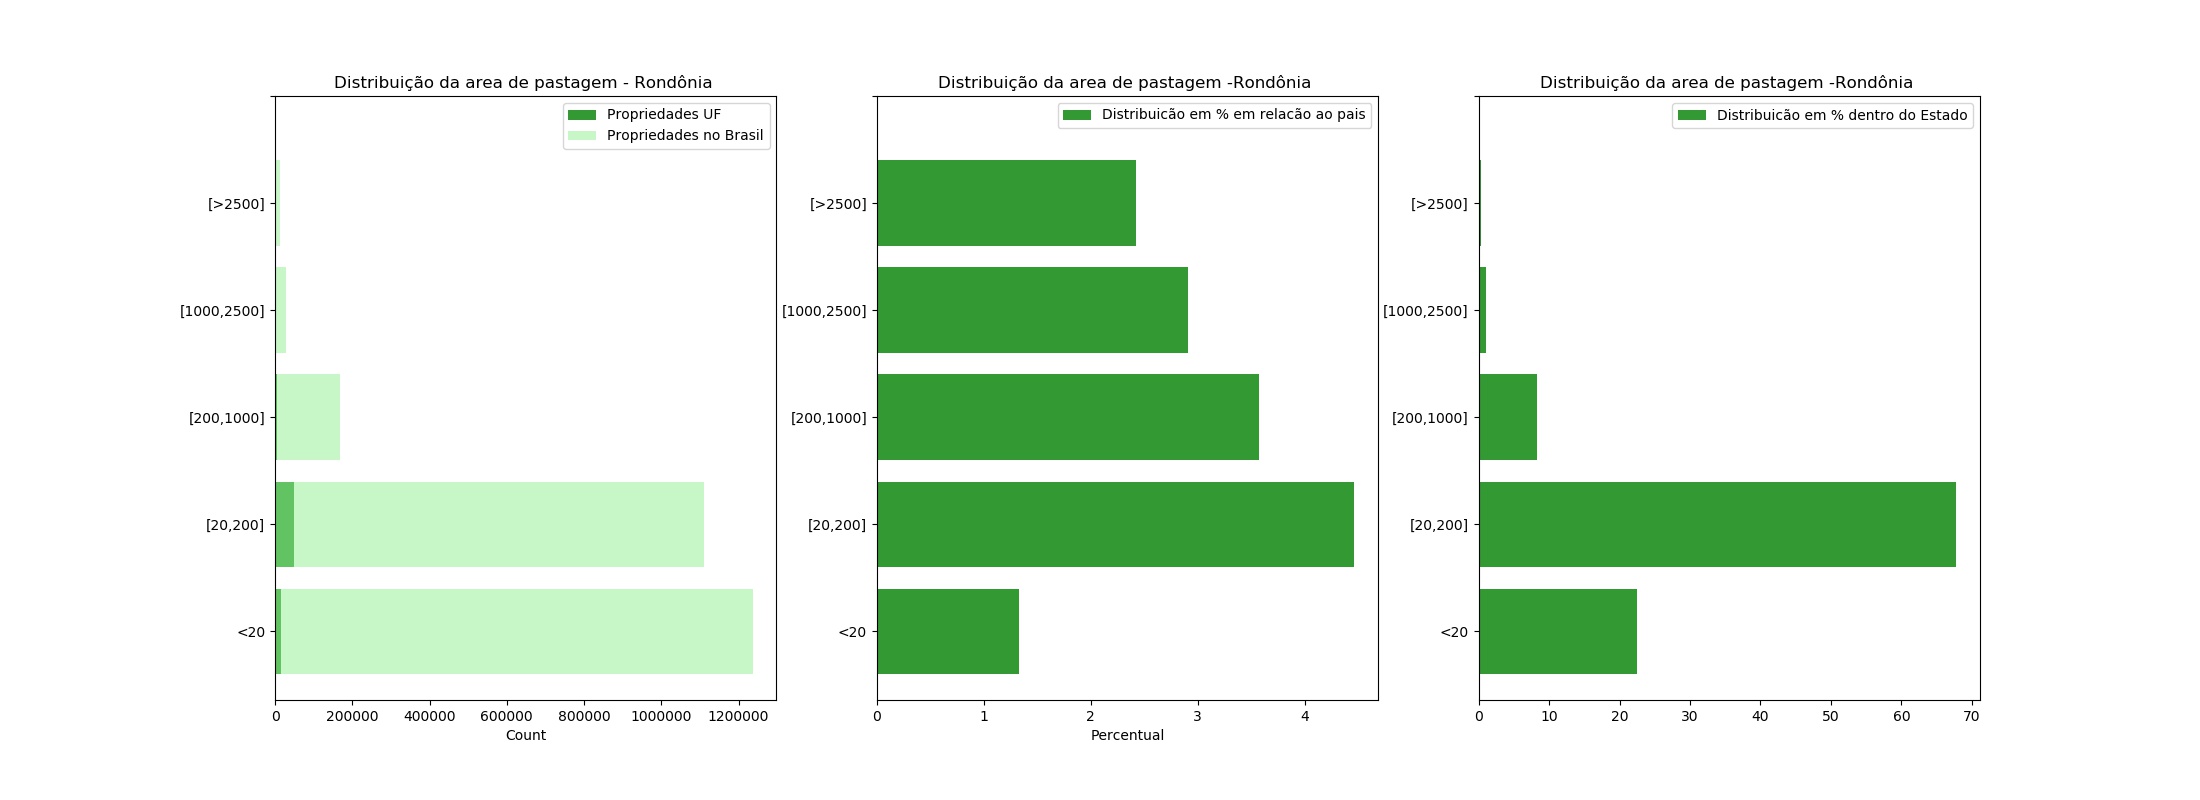 Distribuição da area de pastagem - Rondônia
Propriedades UF
Propriedades no Brasil
[>2500]
[1000,2500]
[200,1000]
[20,200]
<20
0 200000 400000 600000 800000 1000000 1200000
Count
Distribuição da area de pastagem -Rondônia
Distribuicão em % em relacão ao pais
[>2500]
[1000,2500]
[200,1000]
[20,200]
<20
0 1 2 3 4
Percentual
Distribuição da area de pastagem -Rondônia
Distribuicão em % dentro do Estado
[>2500]
[1000,2500]
[200,1000]
[20,200]
<20
0 10 20 30 40 50 60 70